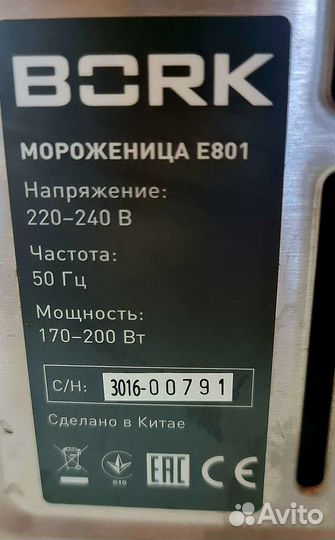 BORK
МОРОЖЕНИЦА E801
Напряжение:
220–240 В
Частота:
50 Гц
Мощность:
170–200 Вт
С/Н: 3016-00791
Сделано в Китае
010 EAC CE
Avito